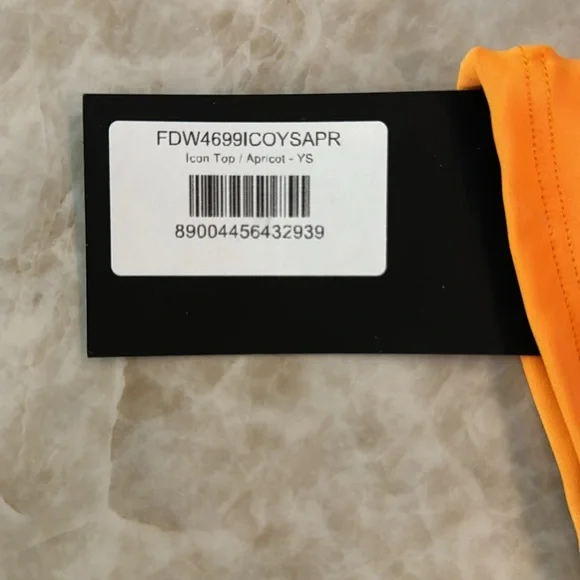 FDW4699ICOYSAPR
Icon Top / Apricot - YS
89004456432939